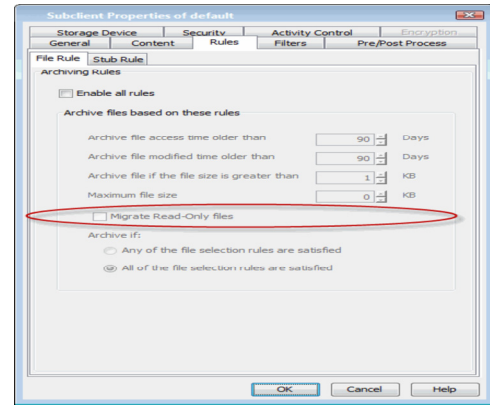 Subclient Properties of default
Storage Device Security Activity Control Encryption
General Content Rules Filters Pre/Post Process
File Rule Stub Rule
Archiving Rules
Enable all rules
Archive files based on these rules
Archive file access time older than 90 Days
Archive file modified time older than 90 Days
Archive file if the file size is greater than 1 KB
Maximum file size 0 KB
Migrate Read-Only files
Archive if:
Any of the file selection rules are satisfied
All of the file selection rules are satisfied
OK Cancel Help